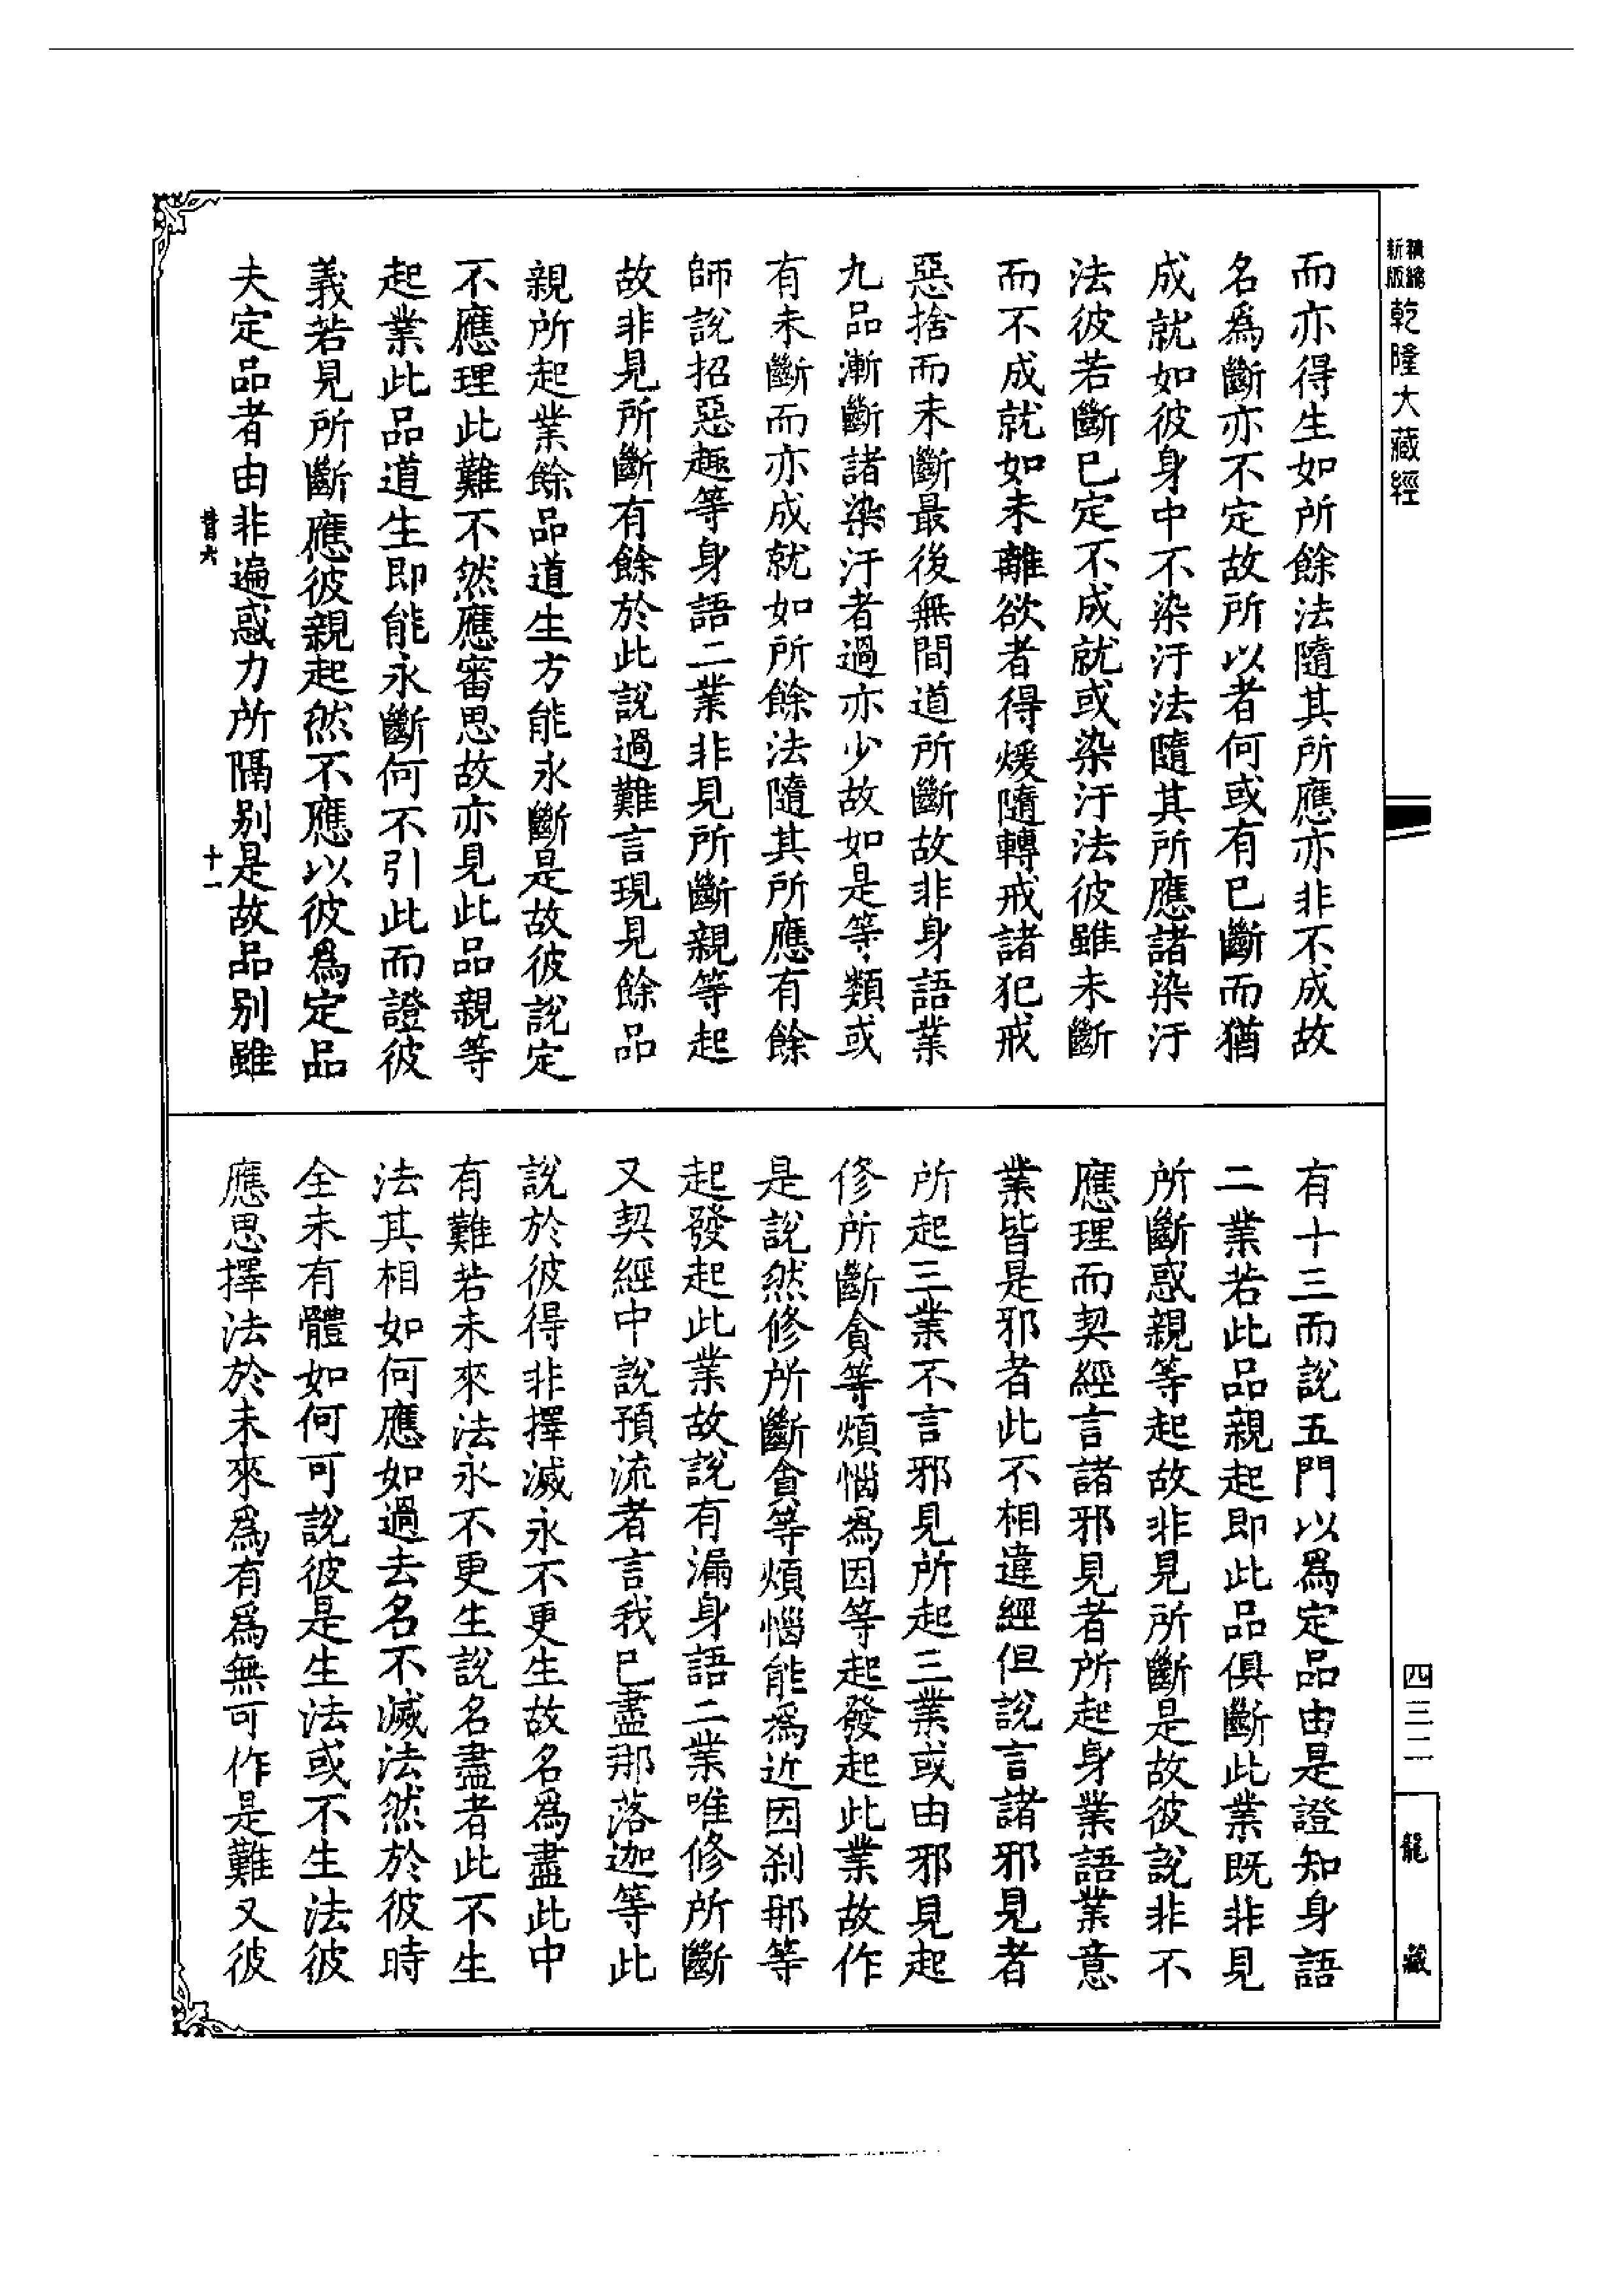 新版
精縮
乾隆大藏經
四三二
龍藏
而亦得生如所餘法隨其所應亦非不成故
名爲斷亦不定故所以者何或有已斷而猶
成就如彼身中不染汙法隨其所應諸染汙
法彼若斷已定不成就或染汙法彼雖未斷
而不成就如未離欲者得煖隨轉戒諸犯戒
惡捨而未斷最後無間道所斷故非身語業
九品漸斷諸染汙者過亦少故如是等類或
有未斷而亦成就如所餘法隨其所應有餘
師說招惡趣等身語二業非見所斷親等起
故非見所斷有餘於此說過難言現見餘品
親所起業餘品道生方能永斷是故彼說定
不應理此難不然應審思故亦見此品親等
起業此品道生即能永斷何不引此而證彼
義若見所斷應彼親起然不應以彼爲定品
夫定品者由非遍惑力所隔別是故品別雖
昔六
十一
有十三而說五門以爲定品由是證知身語
二業若此品親起即此品俱斷此業既非見
所斷惑親等起故非見所斷是故彼說非不
應理而契經言諸邪見者所起身業語業意
業皆是邪者此不相違經但說言諸邪見者
所起三業不言邪見所起三業或由邪見起
修所斷貪等煩惱為因等起發起此業故作
是說然修所斷貪等煩惱能爲近因刹那等
起發起此業故說有漏身語二業唯修所斷
又契經中說預流者言我已盡那落迦等此
說於彼得非擇滅永不更生故名爲盡此中
有難若未來法永不更生說名盡者此不生
法其相如何應如過去名不滅法然於彼時
全未有體如何可說彼是生法或不生法彼
應思擇法於未來爲有爲無可作是難又彼